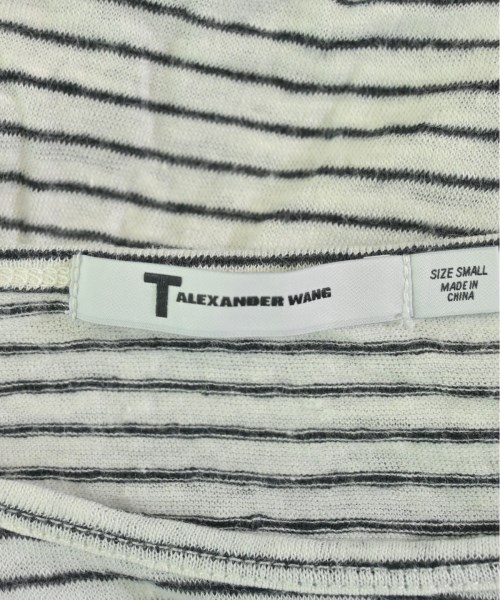 T ALEXANDER WANG
SIZE SMALL
MADE IN
CHINA